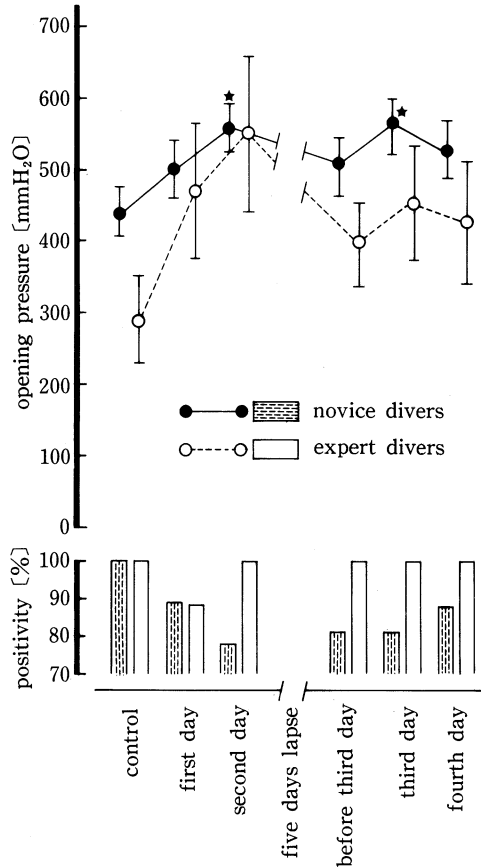 700
600
500
400
300
200
100
0
opening pressure [mmH₂O]
novice divers
expert divers
100
90
80
70
positivity [%]
control
first day
second day
five days lapse
before third day
third day
fourth day